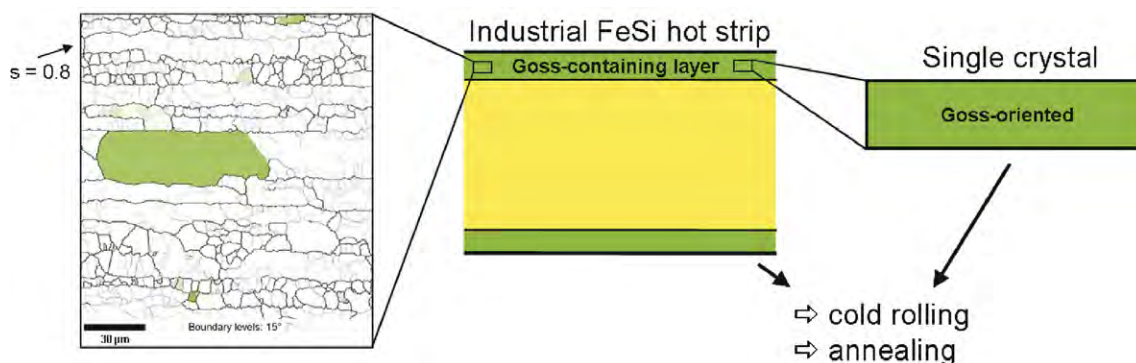 s = 0.8
30 μm
Boundary levels: 15°
Industrial FeSi hot strip
Goss-containing layer
Single crystal
Goss-oriented
⇨ cold rolling
⇨ annealing